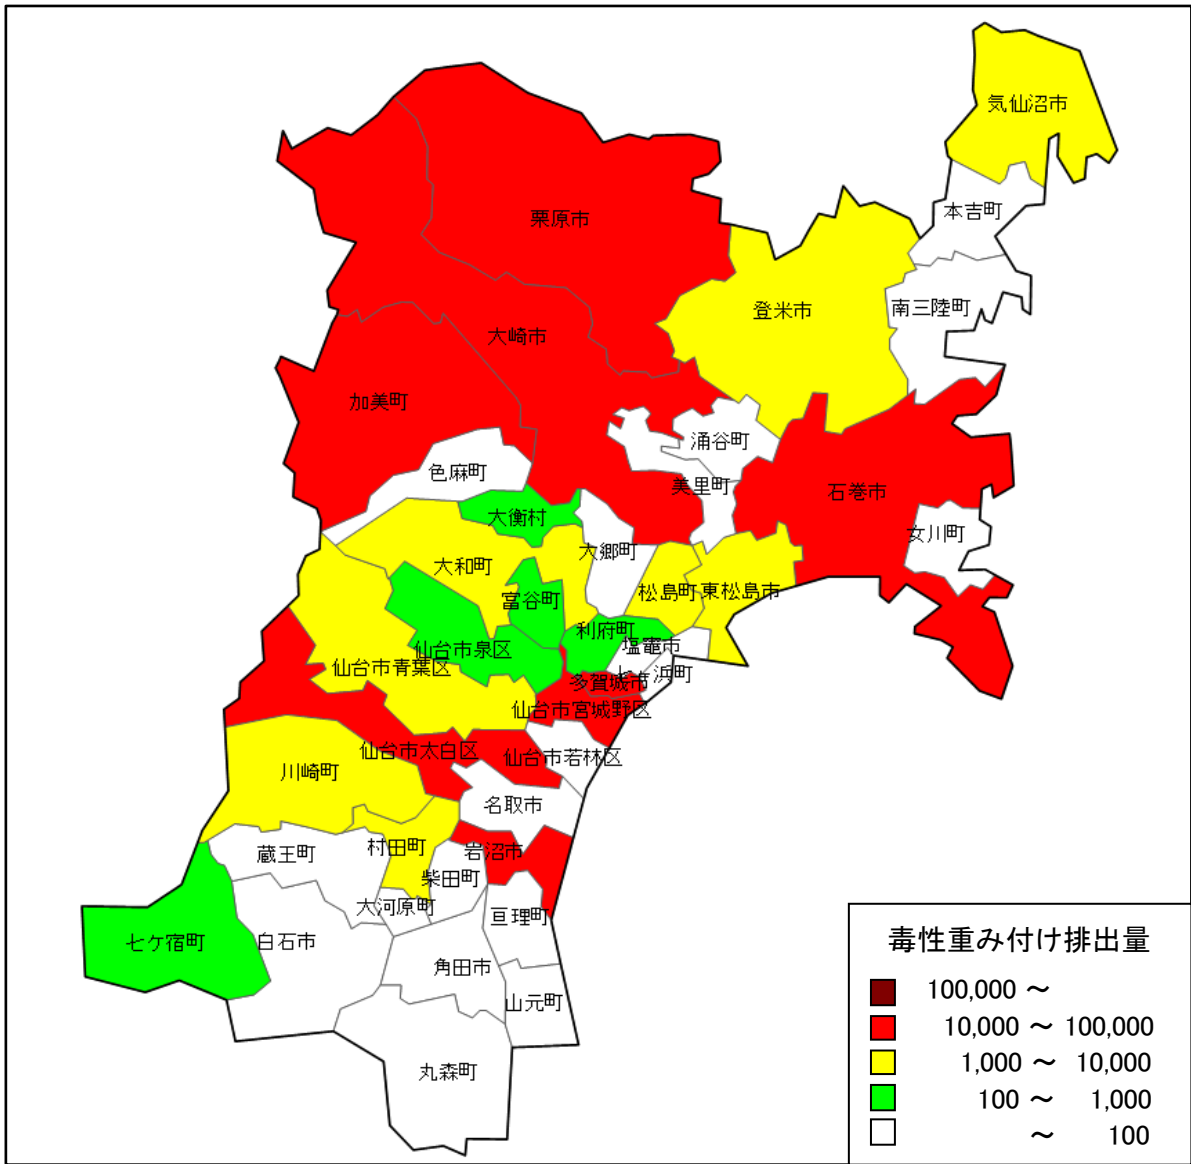 気仙沼市
本吉町
栗原市
南三陸町
登米市
大崎市
加美町
涌谷町
色麻町
美里町
石巻市
大衡村
女川町
大郷町
大和町
松島町
東松島市
富谷町
利府町
塩竈市
仙台市泉区
仙台市青葉区
七ヶ浜町
多賀城市
仙台市宮城野区
仙台市太白区
仙台市若林区
川崎町
名取市
村田町
岩沼市
蔵王町
柴田町
大河原町
亘理町
七ケ宿町
白石市
角田市
山元町
丸森町
毒性重み付け排出量
100,000 ～
10,000 ～ 100,000
1,000 ～ 10,000
100 ～ 1,000
～ 100